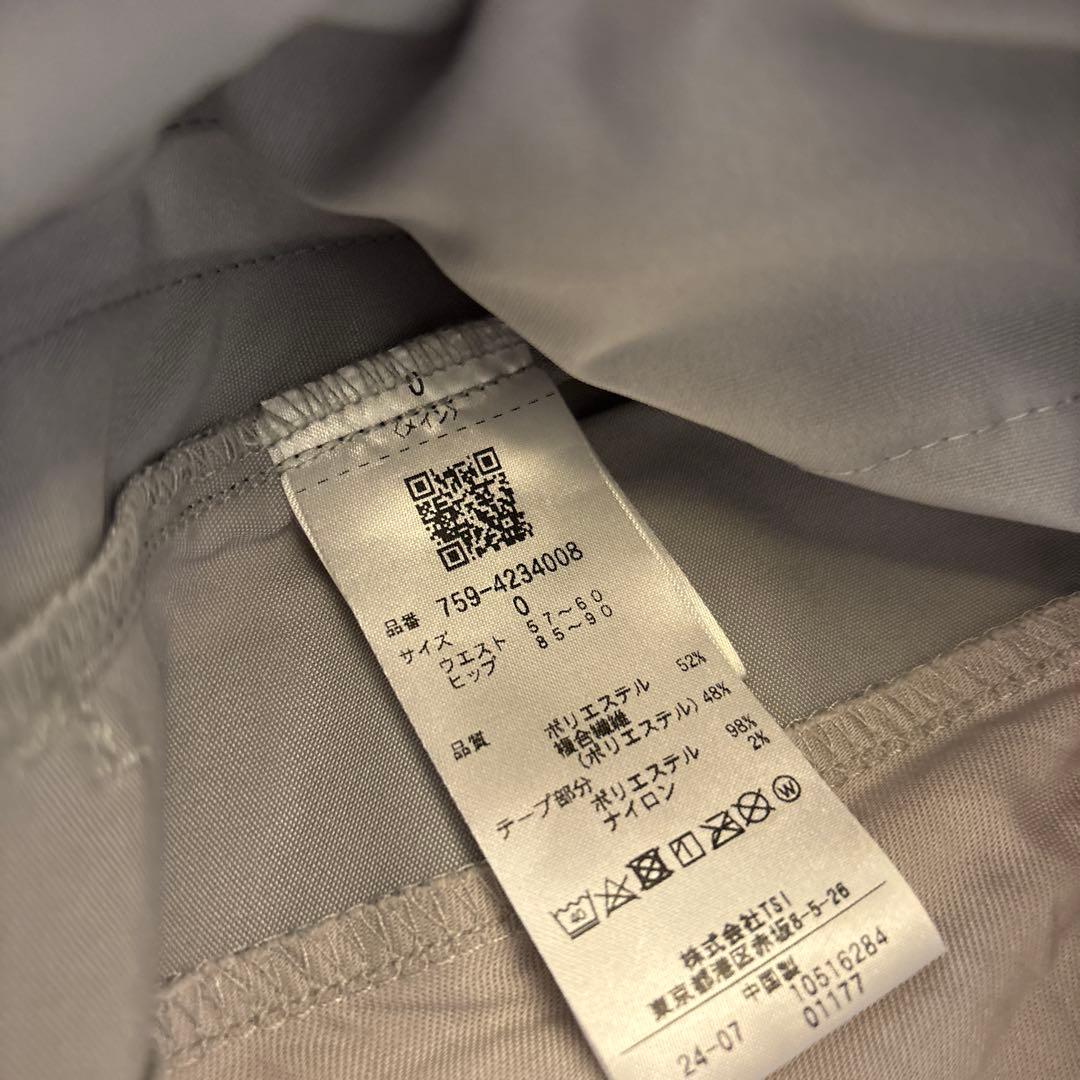 0
〈メイン〉
品番 759-4234008
サイズ 0
ウエスト 57～60
ヒップ 85～90
品質 ポリエステル 52%
複合繊維
(ポリエステル) 48%
テープ部分 ポリエステル 98%
ナイロン 2%
40 W
株式会社TSI
東京都港区赤坂8-5-26
中国製
10516284
24-07 01177